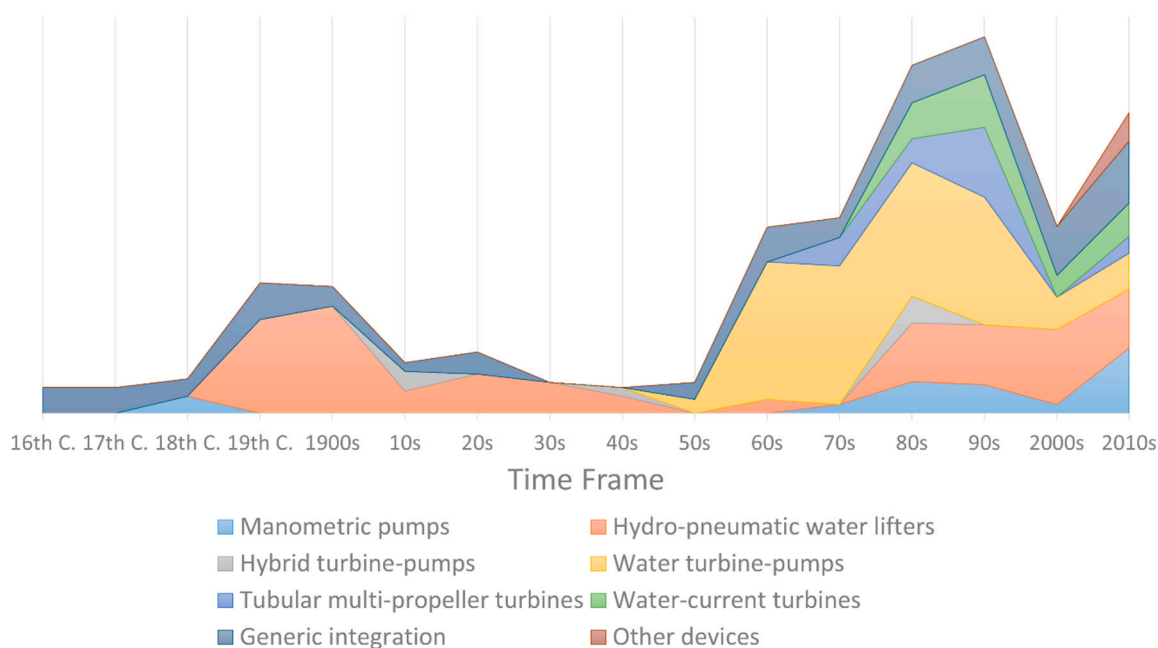 16th C. 17th C. 18th C. 19th C. 1900s 10s 20s 30s 40s 50s 60s 70s 80s 90s 2000s 2010s
Time Frame
Manometric pumps Hydro-pneumatic water lifters
Hybrid turbine-pumps Water turbine-pumps
Tubular multi-propeller turbines Water-current turbines
Generic integration Other devices